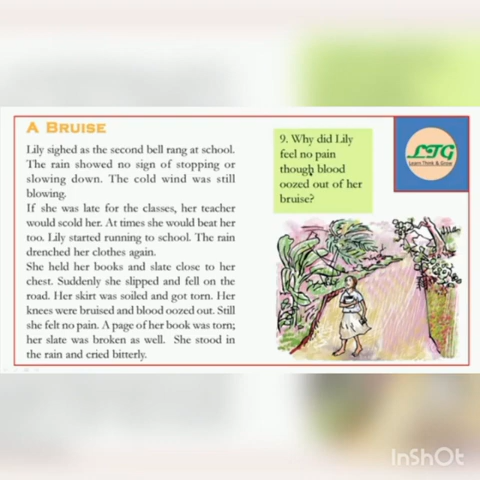 A Bruise
Lily sighed as the second bell rang at school.
The rain showed no sign of stopping or
slowing down. The cold wind was still
blowing.
If she was late for the classes, her teacher
would scold her. At times she would beat her
too. Lily started running to school. The rain
drenched her clothes again.
She held her books and slate close to her
chest. Suddenly she slipped and fell on the
road. Her skirt was soiled and got torn. Her
knees were bruised and blood oozed out. Still
she felt no pain. A page of her book was torn;
her slate was broken as well. She stood in
the rain and cried bitterly.
9. Why did Lily
feel no pain
though blood
oozed out of her
bruise?
LTG
Learn Think & Grow
InShOt